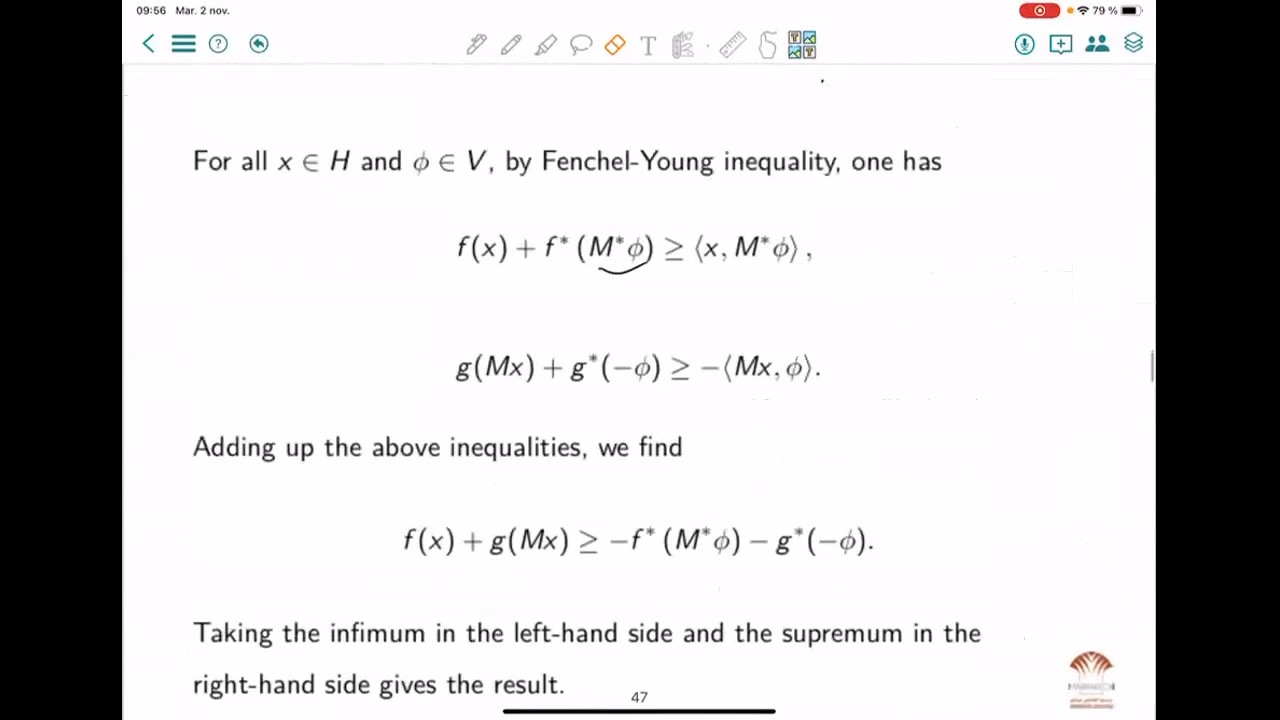 09:56 Mar. 2 nov.
79 %
For all x ∈ H and ϕ ∈ V, by Fenchel-Young inequality, one has
f(x) + f* (M*ϕ) ≥ ⟨x, M*ϕ⟩ ,
g(Mx) + g*(−ϕ) ≥ −⟨Mx, ϕ⟩.
Adding up the above inequalities, we find
f(x) + g(Mx) ≥ −f* (M*ϕ) − g*(−ϕ).
Taking the infimum in the left-hand side and the supremum in the
right-hand side gives the result.
47